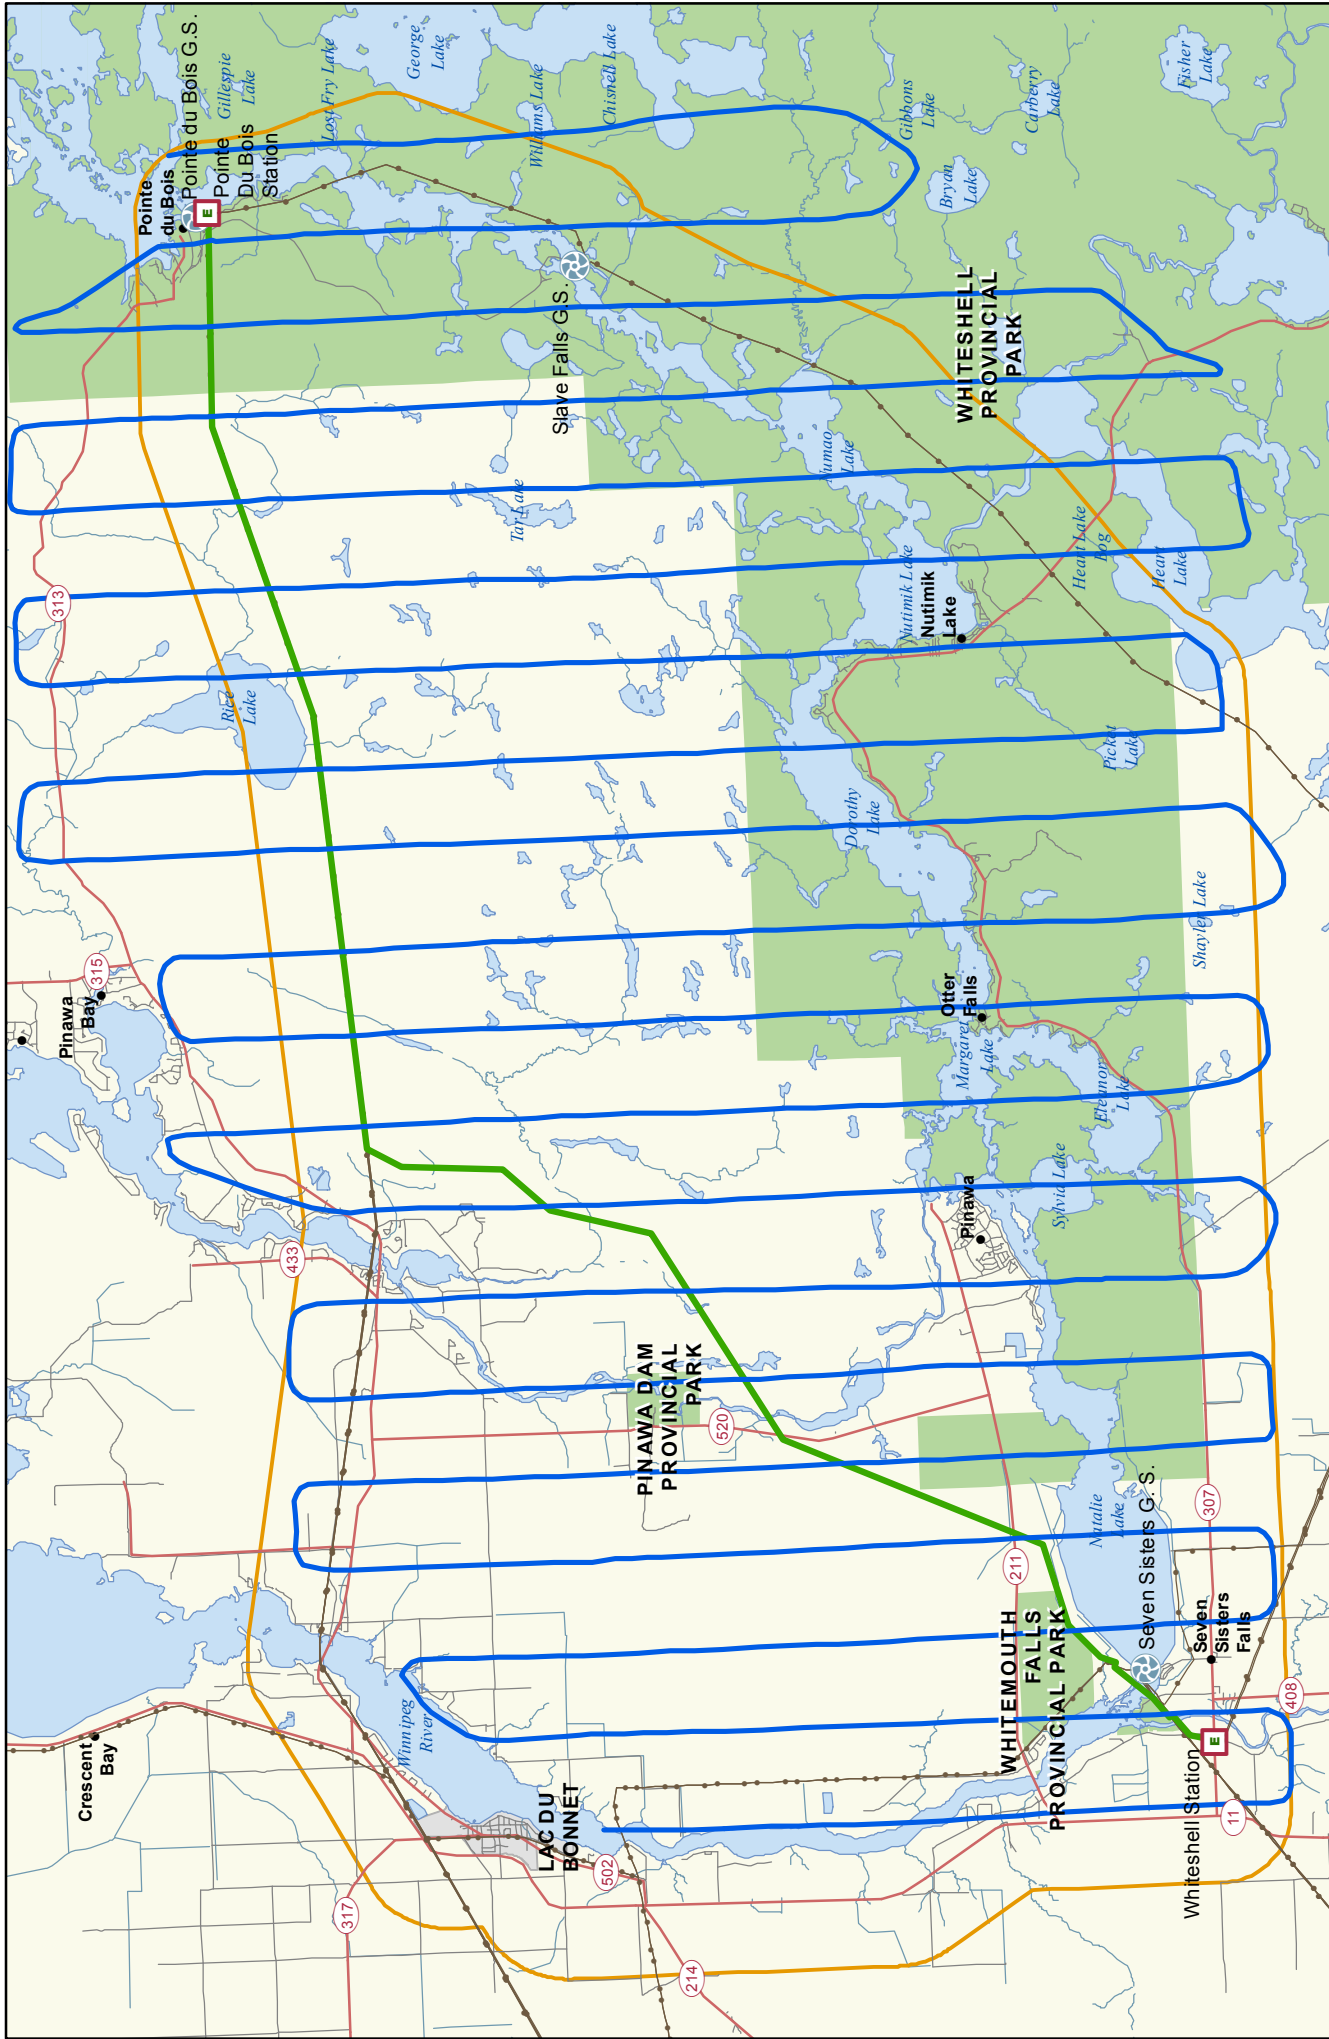 Pointe
du Bois
Pointe du Bois G.S.
Pointe
Du Bois
Station
E
Gillespie
Lake
Lost Fry Lake
George
Lake
Williams Lake
Chisnell Lake
Gibbons
Lake
Carberry
Lake
Fisher
Lake
Bryan
Lake
Slave Falls G.S.
WHITESHELL
PROVINCIAL
PARK
Tar Lake
Numao
Lake
313
Rice
Lake
Nutimik Lake
Nutimik
Lake
Heart Lake
Bog
Heart
Lake
Picket
Lake
Dorothy
Lake
Shayler Lake
315
Pinawa
Bay
Otter
Falls
Margaret
Lake
Eleanor
Lake
Sylvia Lake
Pinawa
433
PINAWA DAM
PROVINCIAL
PARK
520
Natalie
Lake
Seven Sisters G. S.
307
211
WHITEMOUTH
FALLS
PROVINCIAL PARK
Seven
Sisters
Falls
408
Crescent
Bay
Winnipeg
River
LAC DU
BONNET
E
Whiteshell Station
11
502
317
214